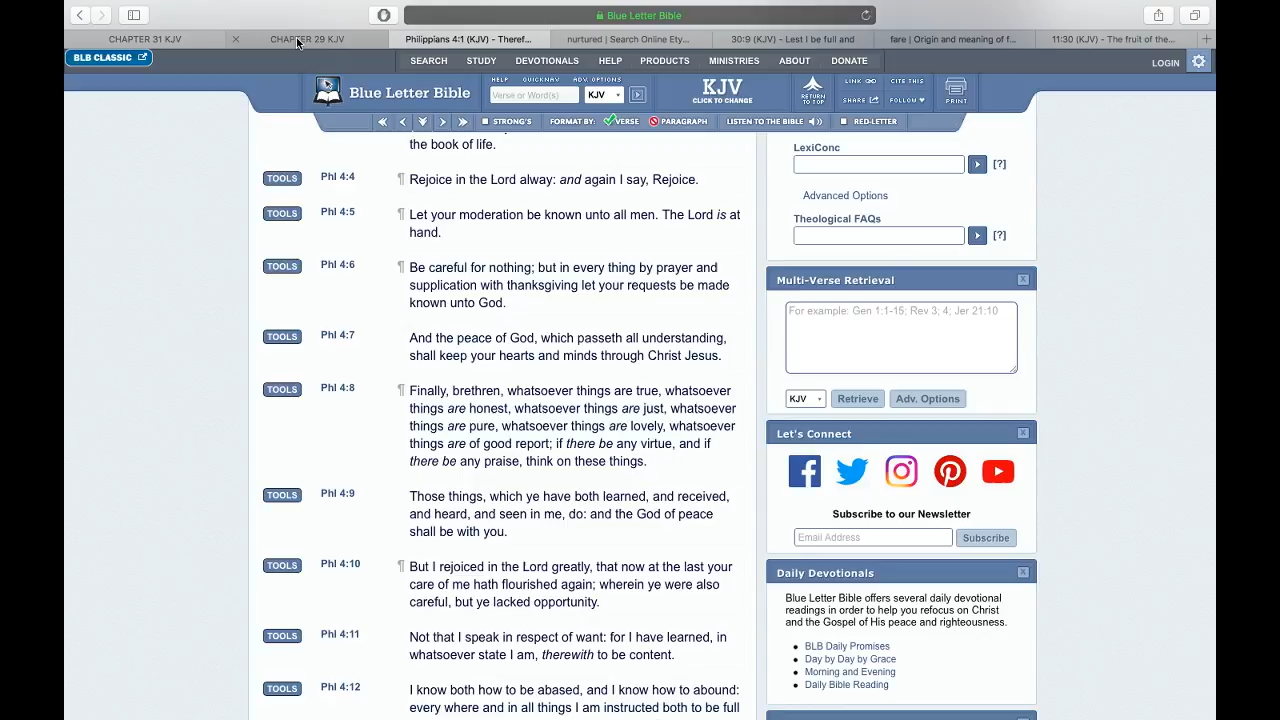 Blue Letter Bible
CHAPTER 31 KJV
CHAPTER 29 KJV
Philippians 4:1 (KJV) - Theref...
nurtured | Search Online Ety...
30:9 (KJV) - Lest I be full and
fare | Origin and meaning of f...
11:30 (KJV) - The fruit of the...
BLB CLASSIC
SEARCH STUDY DEVOTIONALS HELP PRODUCTS MINISTRIES ABOUT DONATE
LOGIN
Blue Letter Bible
HELP QUICKNAV ADV. OPTIONS
Verse or Word(s)
KJV
KJV
CLICK TO CHANGE
RETURN
TO TOP
LINK
CITE THIS
SHARE
FOLLOW
PRINT
STRONG'S
FORMAT BY: VERSE PARAGRAPH
LISTEN TO THE BIBLE
RED-LETTER
the book of life.
TOOLS Phl 4:4 ¶ Rejoice in the Lord alway: and again I say, Rejoice.
TOOLS Phl 4:5 ¶ Let your moderation be known unto all men. The Lord is at
hand.
TOOLS Phl 4:6 ¶ Be careful for nothing; but in every thing by prayer and
supplication with thanksgiving let your requests be made
known unto God.
TOOLS Phl 4:7 And the peace of God, which passeth all understanding,
shall keep your hearts and minds through Christ Jesus.
TOOLS Phl 4:8 ¶ Finally, brethren, whatsoever things are true, whatsoever
things are honest, whatsoever things are just, whatsoever
things are pure, whatsoever things are lovely, whatsoever
things are of good report; if there be any virtue, and if
there be any praise, think on these things.
TOOLS Phl 4:9 Those things, which ye have both learned, and received,
and heard, and seen in me, do: and the God of peace
shall be with you.
TOOLS Phl 4:10 ¶ But I rejoiced in the Lord greatly, that now at the last your
care of me hath flourished again; wherein ye were also
careful, but ye lacked opportunity.
TOOLS Phl 4:11 Not that I speak in respect of want: for I have learned, in
whatsoever state I am, therewith to be content.
TOOLS Phl 4:12 I know both how to be abased, and I know how to abound:
every where and in all things I am instructed both to be full
LexiConc
[?]
Advanced Options
Theological FAQs
[?]
Multi-Verse Retrieval
For example: Gen 1:1-15; Rev 3; 4; Jer 21:10
KJV Retrieve Adv. Options
Let's Connect
Subscribe to our Newsletter
Email Address Subscribe
Daily Devotionals
Blue Letter Bible offers several daily devotional
readings in order to help you refocus on Christ
and the Gospel of His peace and righteousness.
• BLB Daily Promises
• Day by Day by Grace
• Morning and Evening
• Daily Bible Reading